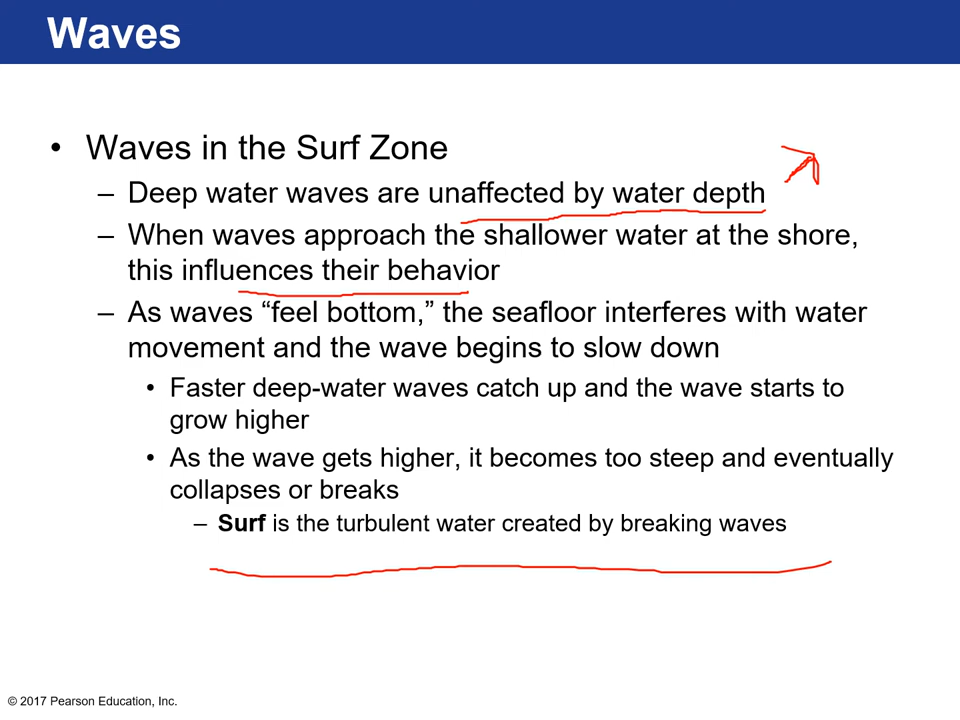 Waves
• Waves in the Surf Zone
– Deep water waves are unaffected by water depth
– When waves approach the shallower water at the shore,
this influences their behavior
– As waves “feel bottom,” the seafloor interferes with water
movement and the wave begins to slow down
• Faster deep-water waves catch up and the wave starts to
grow higher
• As the wave gets higher, it becomes too steep and eventually
collapses or breaks
– Surf is the turbulent water created by breaking waves
© 2017 Pearson Education, Inc.